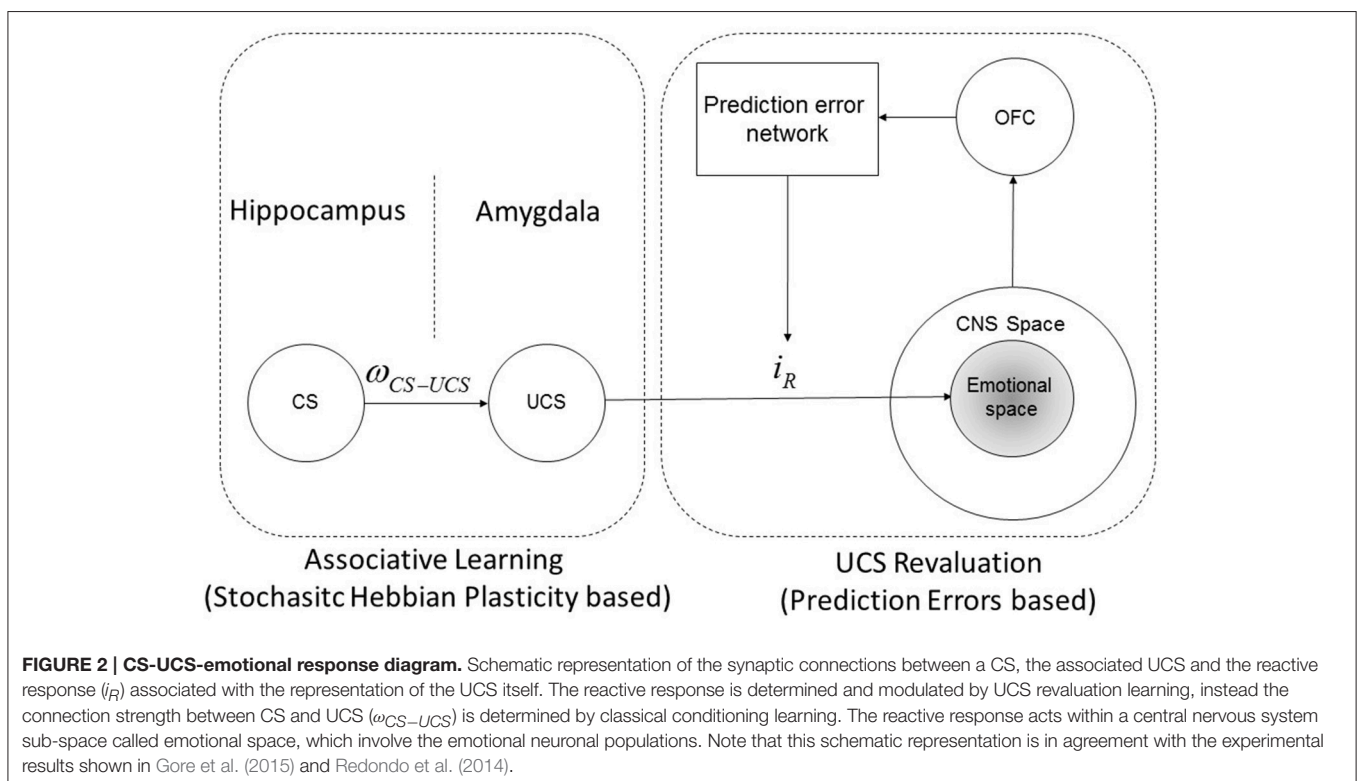 Prediction error
network
OFC
Hippocampus
Amygdala
CNS Space
ω_{CS–UCS}
i_R
CS
UCS
Emotional
space
Associative Learning
(Stochasitc Hebbian Plasticity based)
UCS Revaluation
(Prediction Errors based)
FIGURE 2 | CS-UCS-emotional response diagram. Schematic representation of the synaptic connections between a CS, the associated UCS and the reactive
response (i_R) associated with the representation of the UCS itself. The reactive response is determined and modulated by UCS revaluation learning, instead the
connection strength between CS and UCS (ω_{CS−UCS}) is determined by classical conditioning learning. The reactive response acts within a central nervous system
sub-space called emotional space, which involve the emotional neuronal populations. Note that this schematic representation is in agreement with the experimental
results shown in Gore et al. (2015) and Redondo et al. (2014).